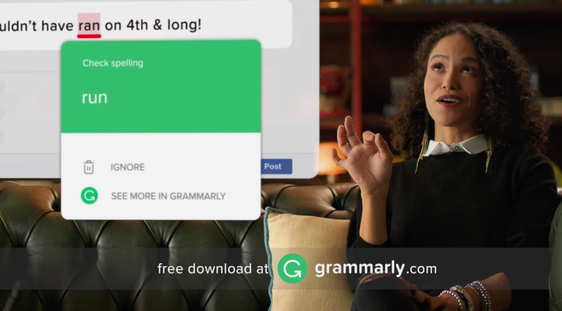 uldn't have ran on 4th & long!
Check spelling
run
IGNORE
SEE MORE IN GRAMMARLY
Post
free download at grammarly.com